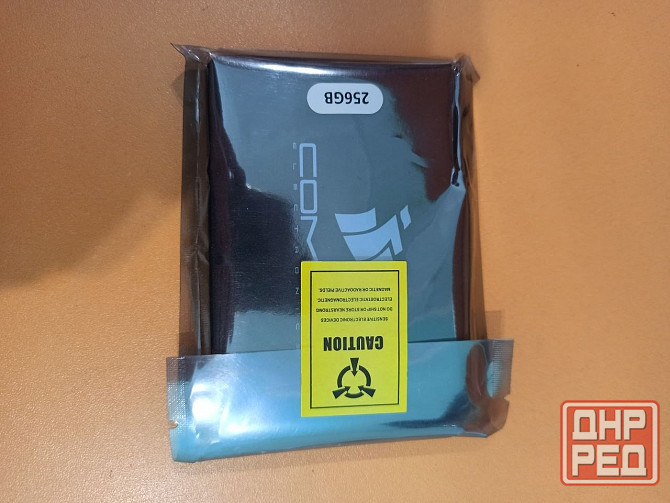 256GB
COM
CAUTION
SENSITIVE ELECTRONIC DEVICES
DO NOT SHIP OR STORE NEAR STRONG
ELECTROSTATIC ELECTROMAGNETIC
MAGNETIC OR RADIOACTIVE FIELDS
ДНР
РЕД